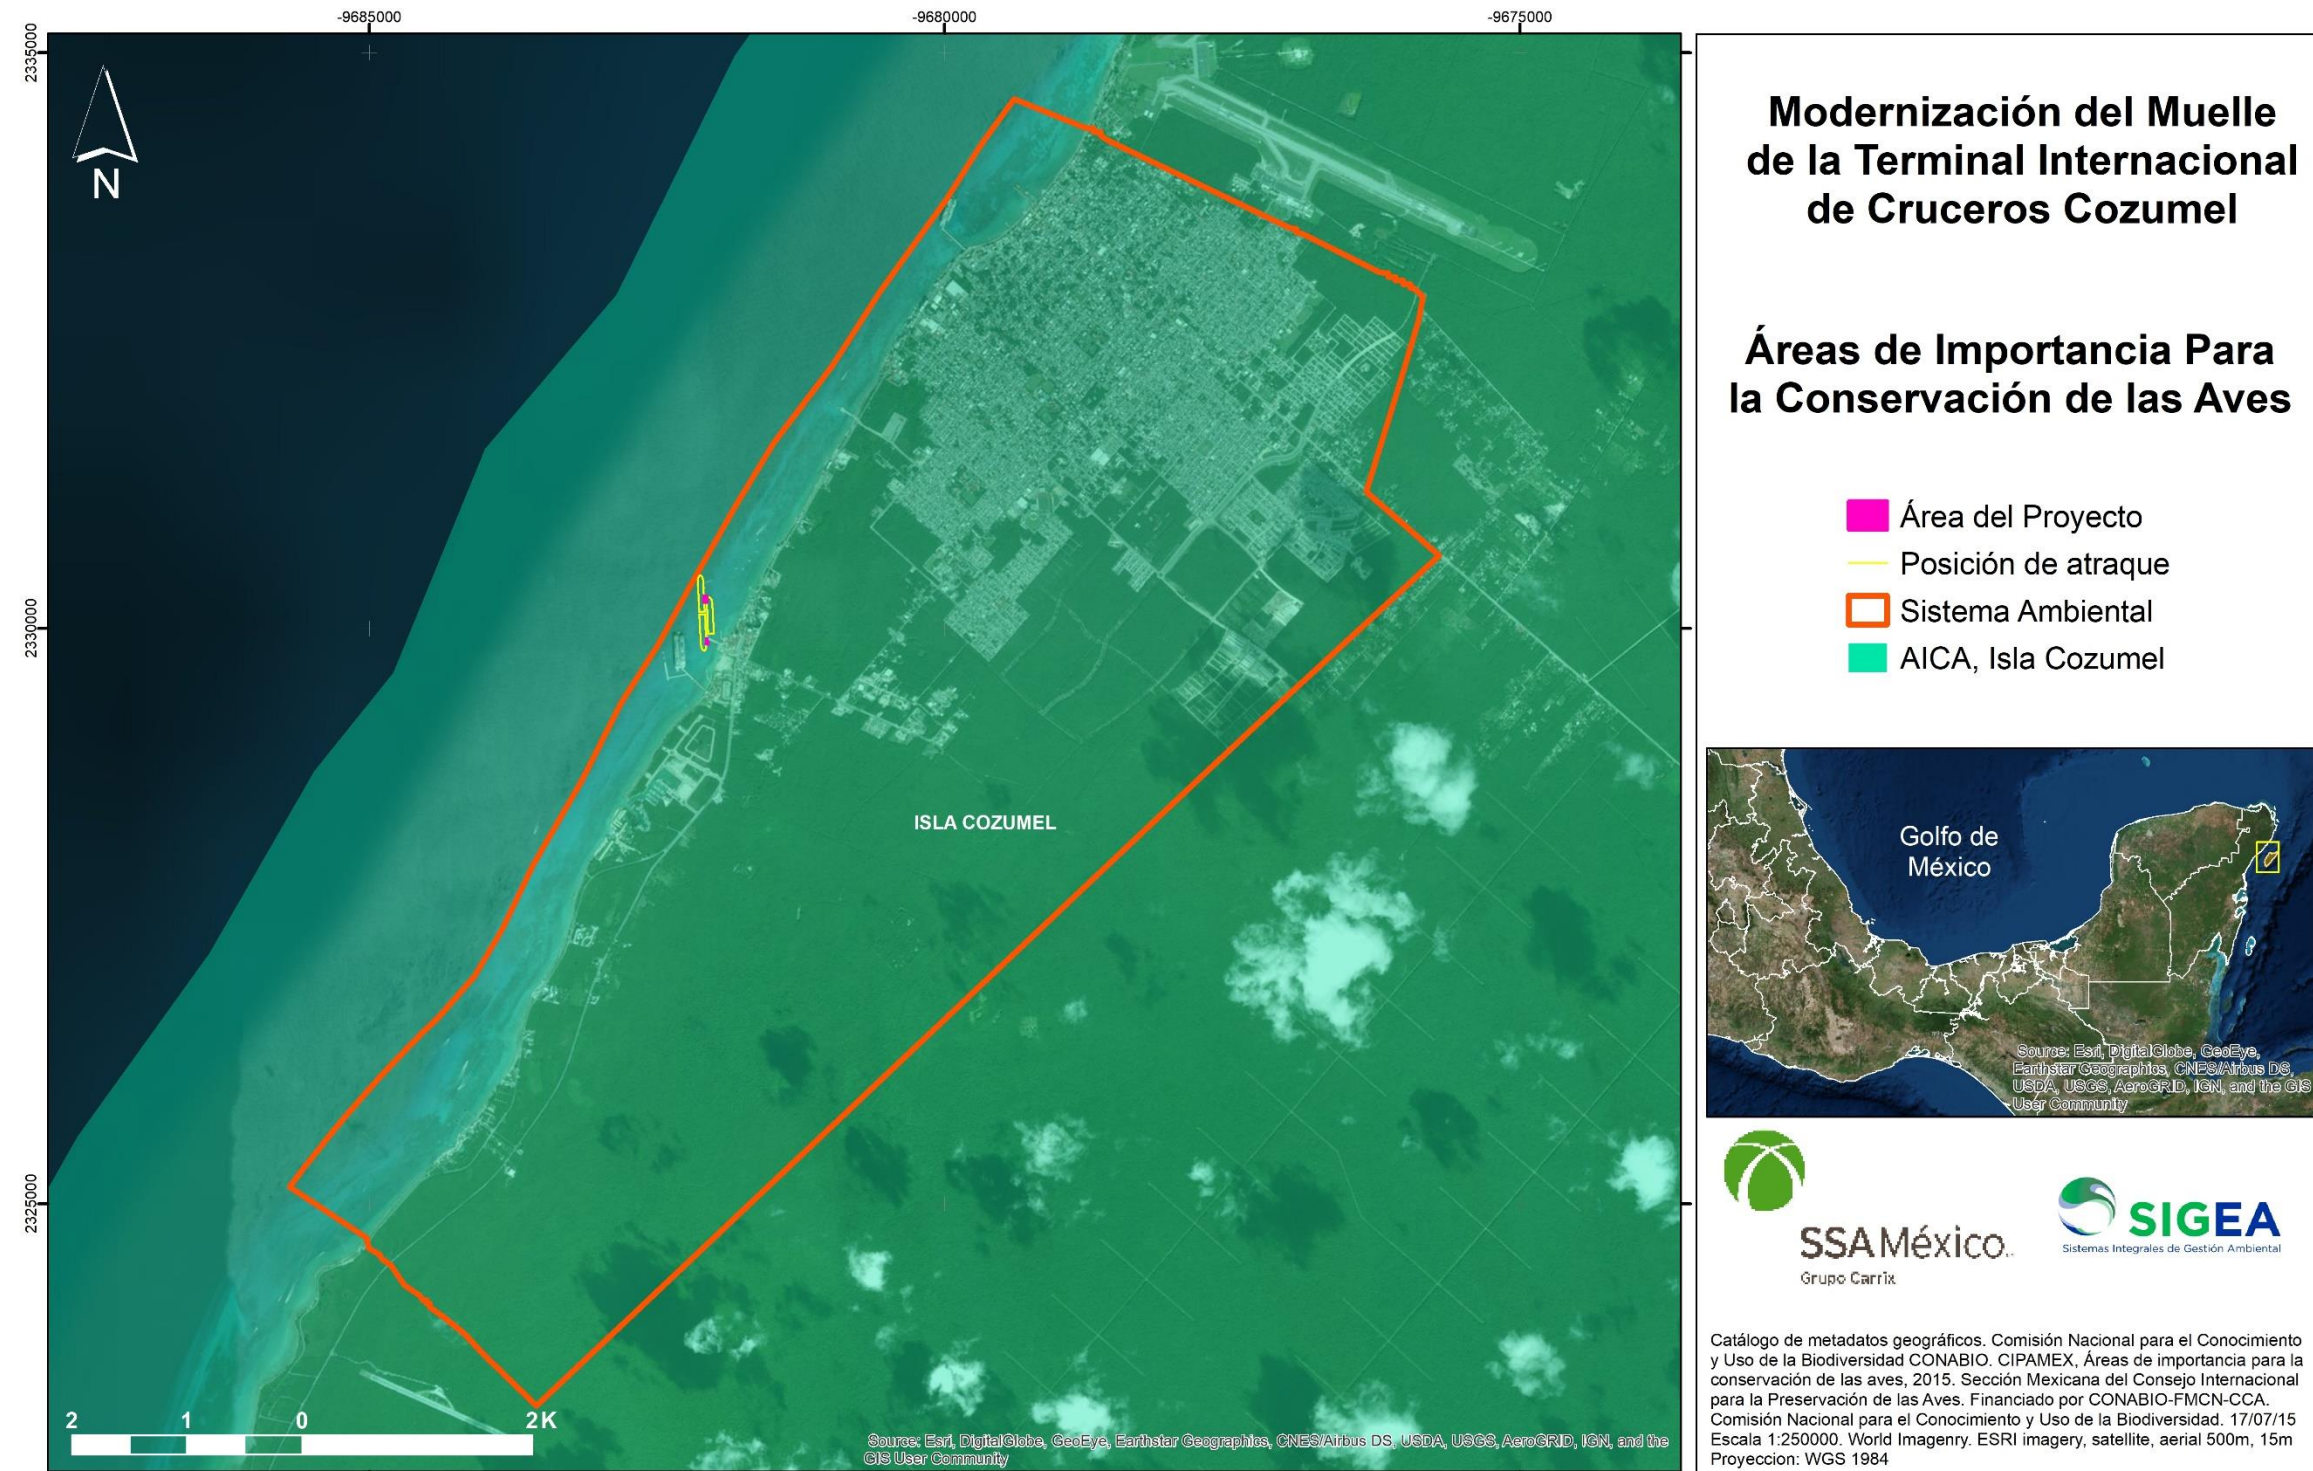 -9685000
-9680000
-9675000
2335000
2330000
2325000
N
ISLA COZUMEL
2 1 0 2 K
Source: Esri, DigitalGlobe, GeoEye, Earthstar Geographics, CNES/Airbus DS, USDA, USGS, AeroGRID, IGN, and the
GIS User Community
Modernización del Muelle
de la Terminal Internacional
de Cruceros Cozumel
Áreas de Importancia Para
la Conservación de las Aves
Área del Proyecto
Posición de atraque
Sistema Ambiental
AICA, Isla Cozumel
Golfo de
México
Source: Esri, DigitalGlobe, GeoEye,
Earthstar Geographics, CNES/Airbus DS,
USDA, USGS, AeroGRID, IGN, and the GIS
User Community
SSA México
Grupo Carrix
SIGEA
Sistemas Integrales de Gestión Ambiental
Catálogo de metadatos geográficos. Comisión Nacional para el Conocimiento
y Uso de la Biodiversidad CONABIO. CIPAMEX, Áreas de importancia para la
conservación de las aves, 2015. Sección Mexicana del Consejo Internacional
para la Preservación de las Aves. Financiado por CONABIO-FMCN-CCA.
Comisión Nacional para el Conocimiento y Uso de la Biodiversidad. 17/07/15
Escala 1:250000. World Imagenry. ESRI imagery, satellite, aerial 500m, 15m
Proyeccion: WGS 1984